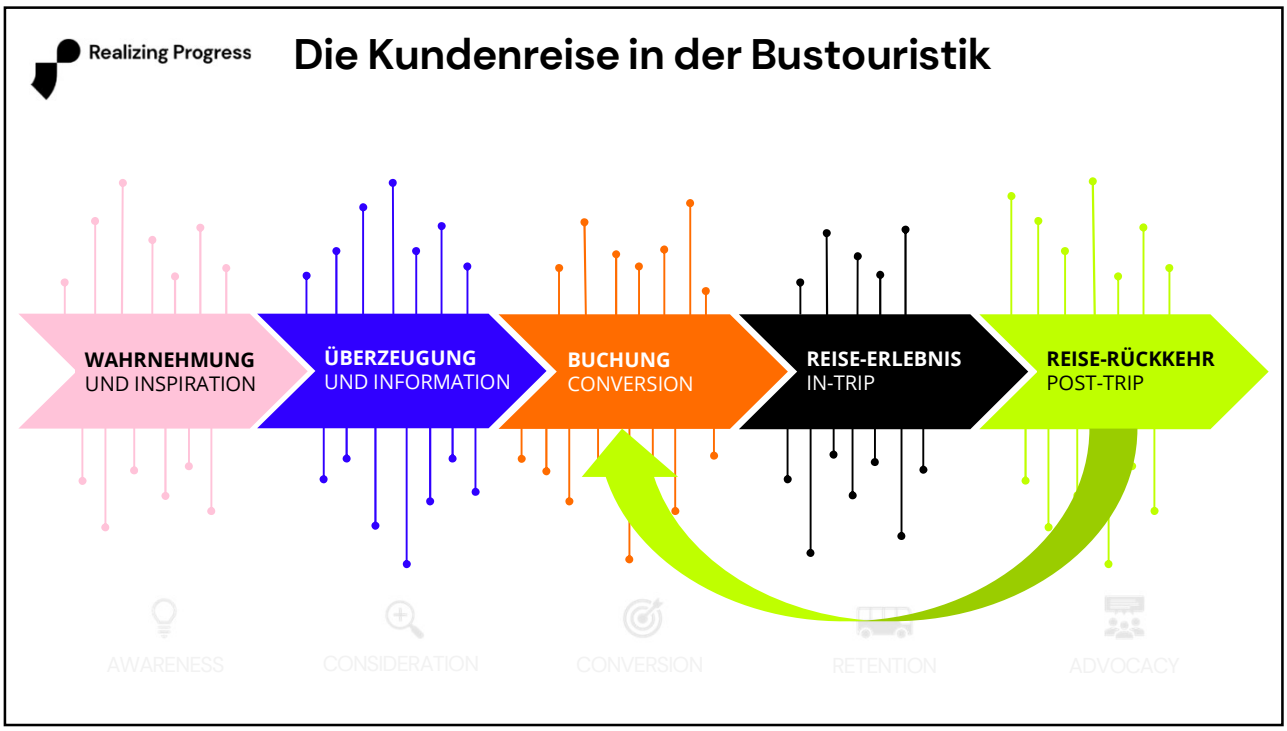 Realizing Progress
Die Kundenreise in der Bustouristik
WAHRNEHMUNG
UND INSPIRATION
ÜBERZEUGUNG
UND INFORMATION
BUCHUNG
CONVERSION
REISE-ERLEBNIS
IN-TRIP
REISE-RÜCKKEHR
POST-TRIP
AWARENESS
CONSIDERATION
CONVERSION
RETENTION
ADVOCACY